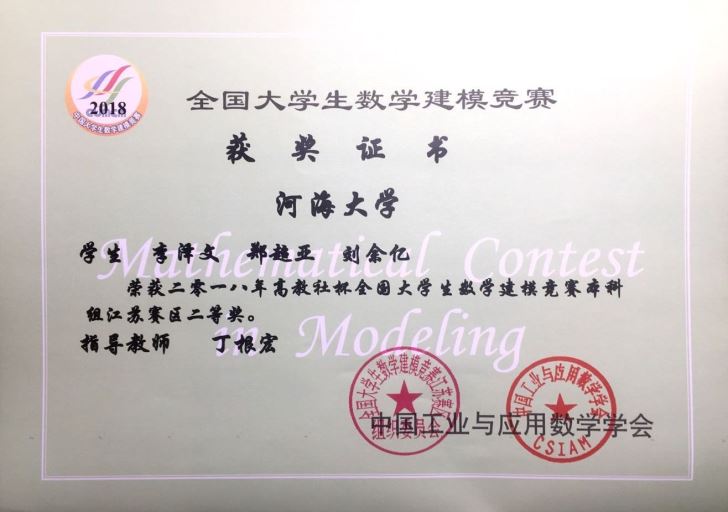 2018
中国大学生数学建模竞赛
全国大学生数学建模竞赛
获奖证书
河海大学
学生 李泽文 郑超亚 刘余亿
Mathematical Contest
荣获二零一八年高教社杯全国大学生数学建模竞赛本科
组江苏赛区二等奖。
in Modeling
指导教师 丁根宏
全国大学生数学建模竞赛江苏赛区
组织委员会
中国工业与应用数学学会
CSIAM
中国工业与应用数学学会